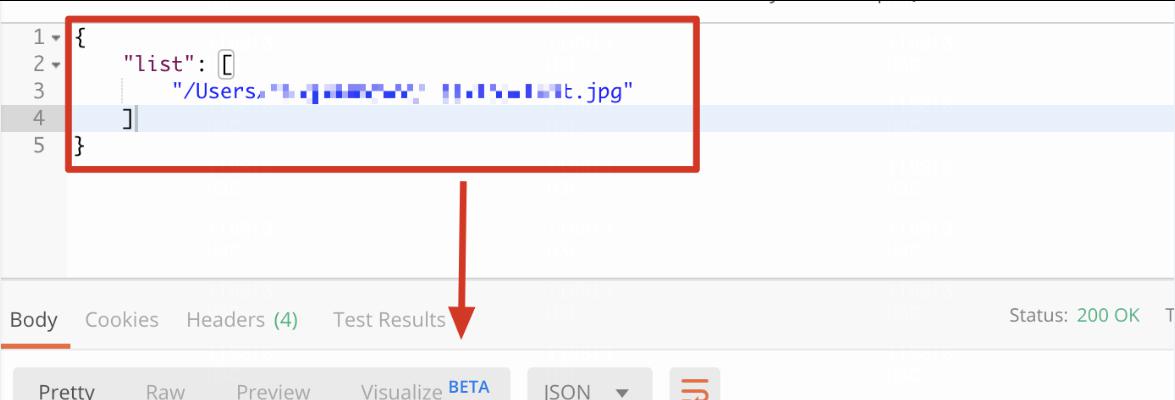 1 {
2 "list": [
3 "/Users t.jpg"
4 ]
5 }
Body Cookies Headers (4) Test Results Status: 200 OK T
Pretty Raw Preview Visualize BETA JSON